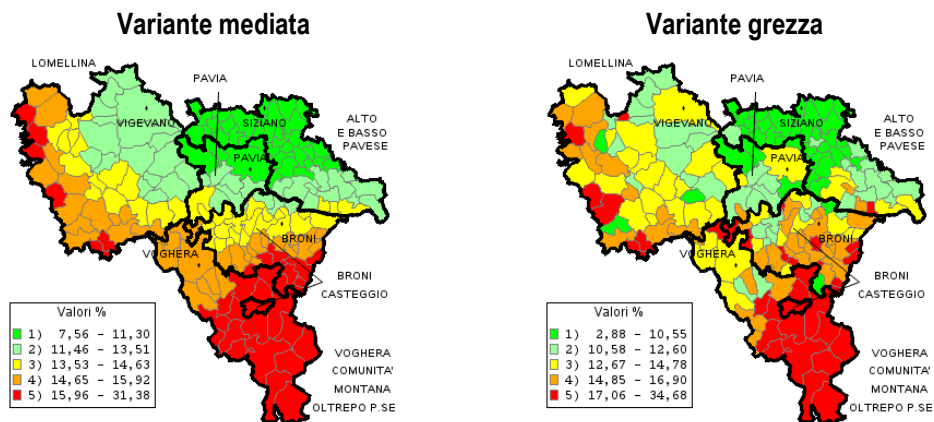 Variante mediata
LOMELLINA
PAVIA
VIGEVANO
SIZIANO
ALTO
E BASSO
PAVESE
PAVIA
VOGHERA
BRONI
BRONI
CASTEGGIO
Valori %
1) 7,56 – 11,30
2) 11,46 – 13,51
3) 13,53 – 14,63
4) 14,65 – 15,92
5) 15,96 – 31,38
VOGHERA
COMUNITA'
MONTANA
OLTREPO P.SE
Variante grezza
LOMELLINA
PAVIA
VIGEVANO
SIZIANO
ALTO
E BASSO
PAVESE
PAVIA
VOGHERA
BRONI
BRONI
CASTEGGIO
Valori %
1) 2,88 – 10,55
2) 10,58 – 12,60
3) 12,67 – 14,78
4) 14,85 – 16,90
5) 17,06 – 34,68
VOGHERA
COMUNITA'
MONTANA
OLTREPO P.SE